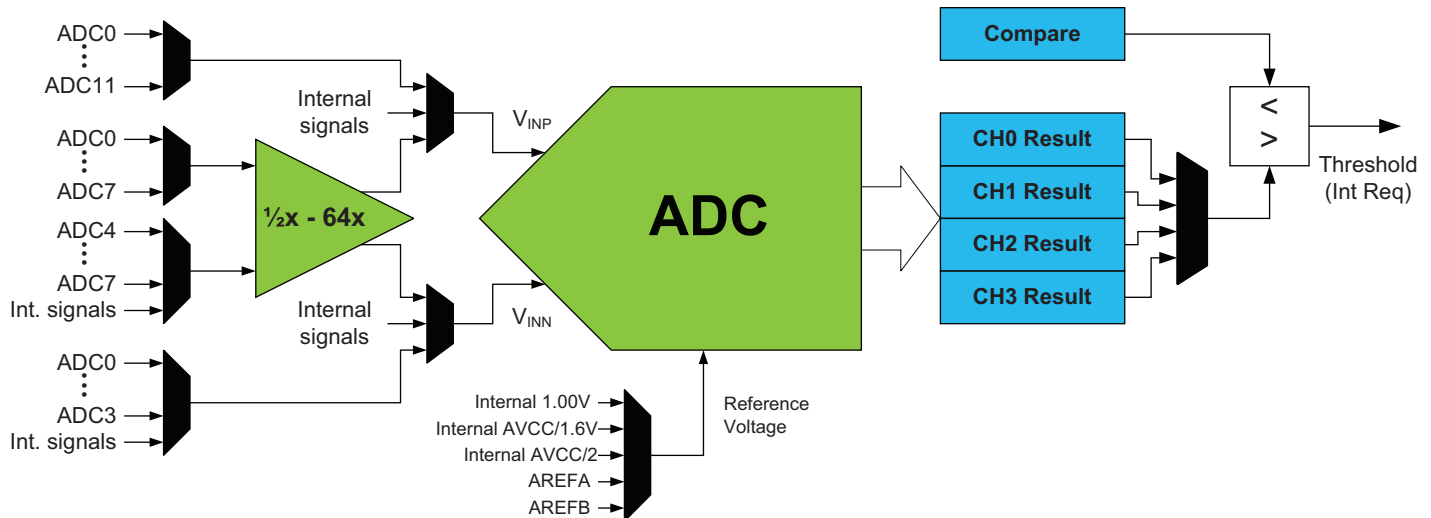 ADC0
ADC11
ADC0
ADC7
ADC4
ADC7
Int. signals
ADC0
ADC3
Int. signals
½x - 64x
Internal
signals
Internal
signals
VINP
VINN
ADC
Internal 1.00V
Internal AVCC/1.6V
Internal AVCC/2
AREFA
AREFB
Reference
Voltage
Compare
CH0 Result
CH1 Result
CH2 Result
CH3 Result
<
>
Threshold
(Int Req)